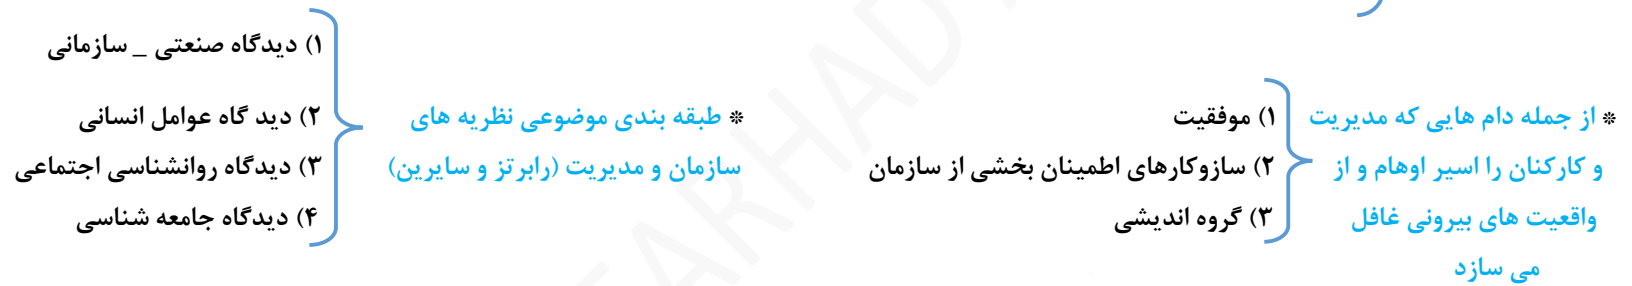 * از جمله دام هایی که مدیریت
و کارکنان را اسیر اوهام و از
واقعیت های بیرونی غافل
می سازد
۱) موفقیت
۲) سازوکارهای اطمینان بخشی از سازمان
۳) گروه اندیشی
* طبقه بندی موضوعی نظریه های
سازمان و مدیریت (رابرتز و سایرین)
۱) دیدگاه صنعتی _ سازمانی
۲) دید گاه عوامل انسانی
۳) دیدگاه روانشناسی اجتماعی
۴) دیدگاه جامعه شناسی
FARHAD